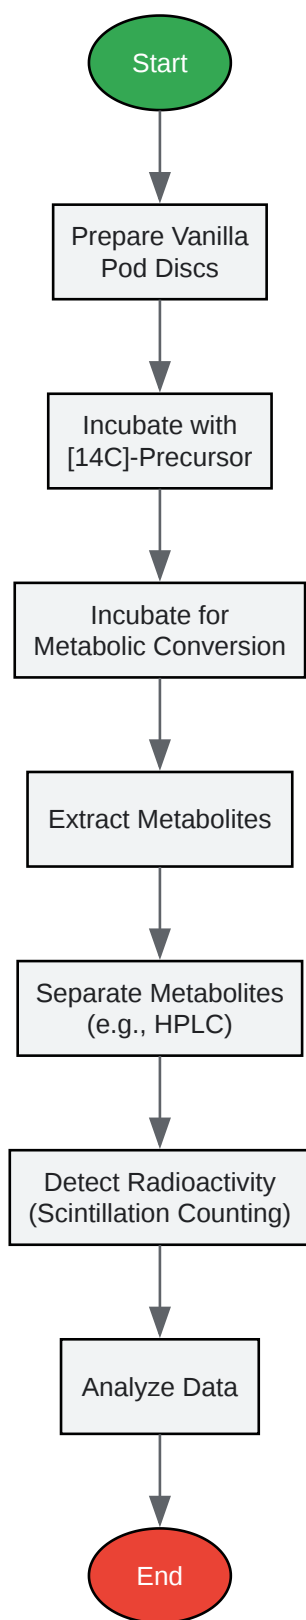 Start
Prepare Vanilla
Pod Discs
Incubate with
[14C]-Precursor
Incubate for
Metabolic Conversion
Extract Metabolites
Separate Metabolites
(e.g., HPLC)
Detect Radioactivity
(Scintillation Counting)
Analyze Data
End